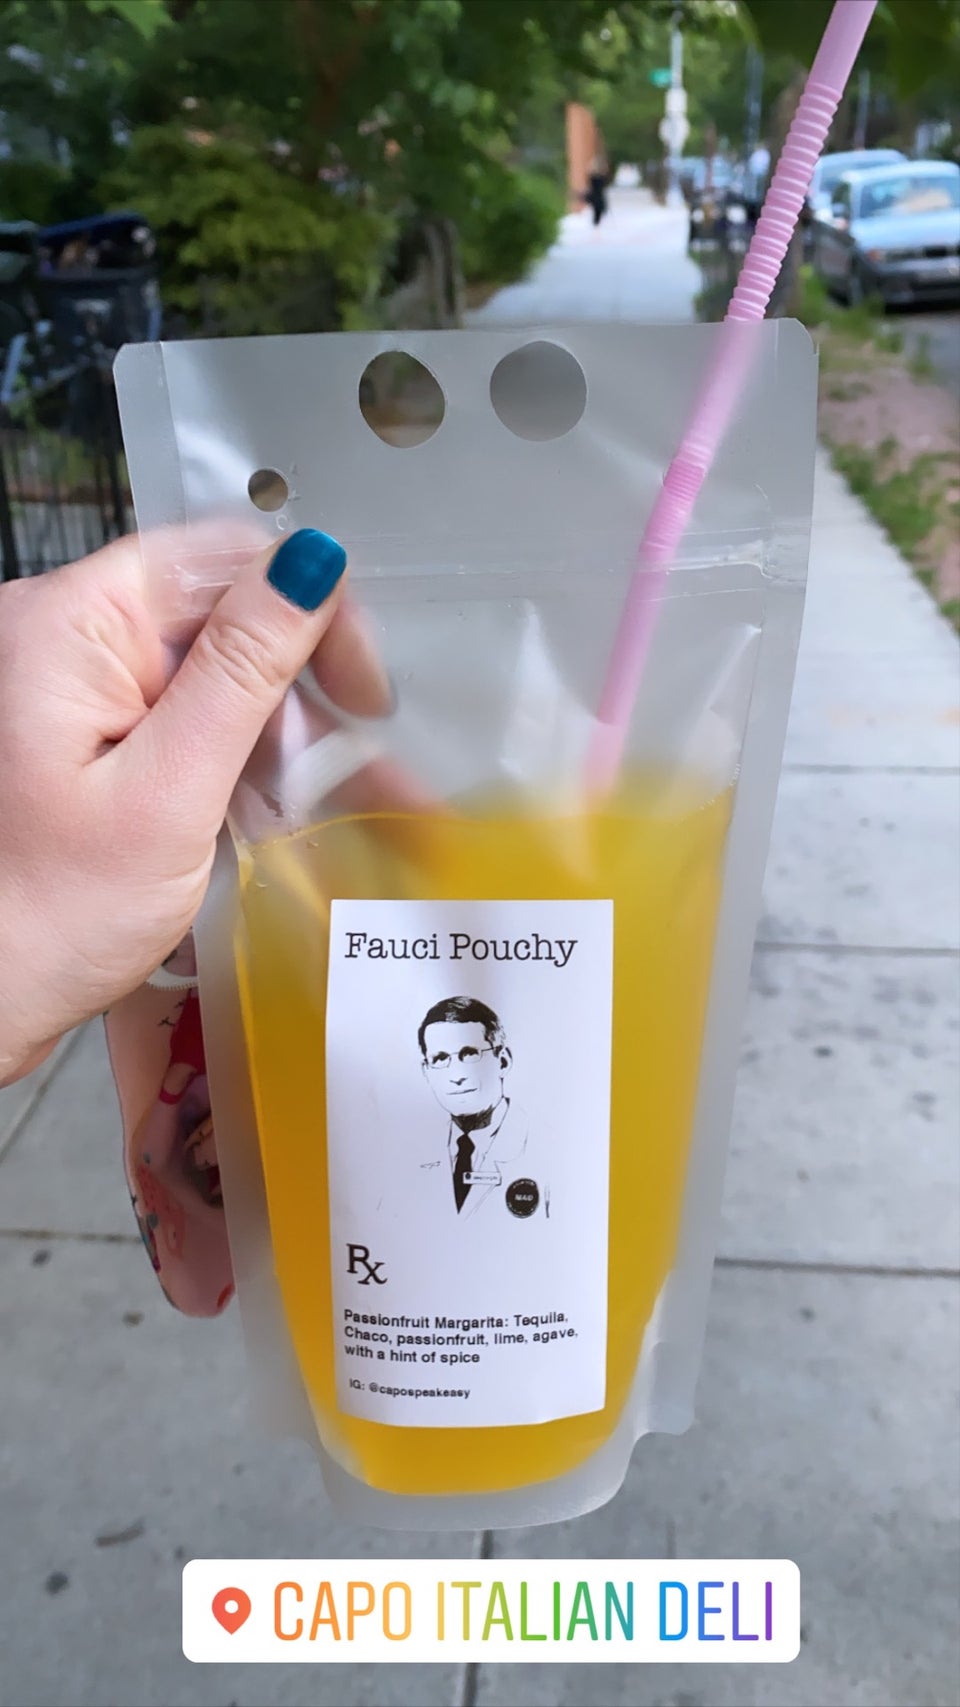 Fauci Pouchy
Rx
Passionfruit Margarita: Tequila,
Chaco, passionfruit, lime, agave,
with a hint of spice
IG: @capospeakeasy
CAPO ITALIAN DELI